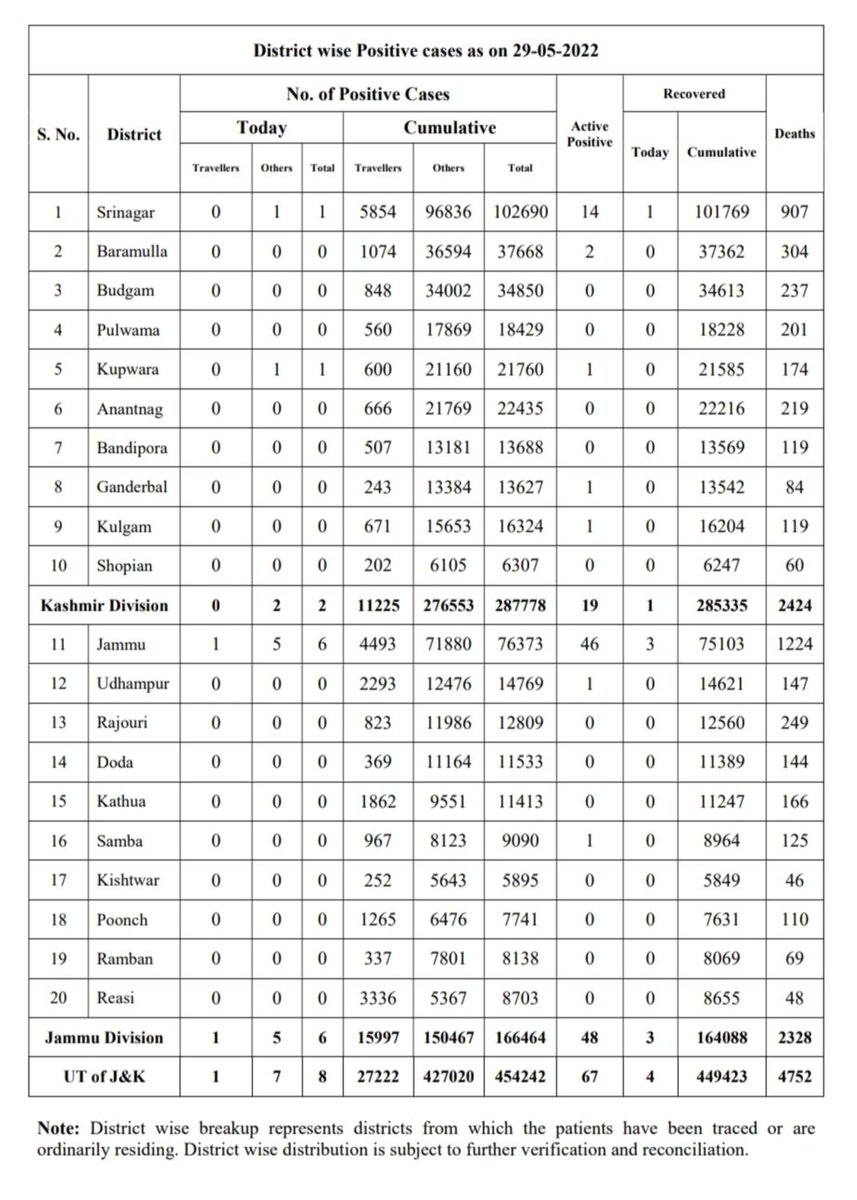 District wise Positive cases as on 29-05-2022
S. No. District No. of Positive Cases Active Positive Recovered Deaths
Today Cumulative Today Cumulative
Travellers Others Total Travellers Others Total
1 Srinagar 0 1 1 5854 96836 102690 14 1 101769 907
2 Baramulla 0 0 0 1074 36594 37668 2 0 37362 304
3 Budgam 0 0 0 848 34002 34850 0 0 34613 237
4 Pulwama 0 0 0 560 17869 18429 0 0 18228 201
5 Kupwara 0 1 1 600 21160 21760 1 0 21585 174
6 Anantnag 0 0 0 666 21769 22435 0 0 22216 219
7 Bandipora 0 0 0 507 13181 13688 0 0 13569 119
8 Ganderbal 0 0 0 243 13384 13627 1 0 13542 84
9 Kulgam 0 0 0 671 15653 16324 1 0 16204 119
10 Shopian 0 0 0 202 6105 6307 0 0 6247 60
Kashmir Division 0 2 2 11225 276553 287778 19 1 285335 2424
11 Jammu 1 5 6 4493 71880 76373 46 3 75103 1224
12 Udhampur 0 0 0 2293 12476 14769 1 0 14621 147
13 Rajouri 0 0 0 823 11986 12809 0 0 12560 249
14 Doda 0 0 0 369 11164 11533 0 0 11389 144
15 Kathua 0 0 0 1862 9551 11413 0 0 11247 166
16 Samba 0 0 0 967 8123 9090 1 0 8964 125
17 Kishtwar 0 0 0 252 5643 5895 0 0 5849 46
18 Poonch 0 0 0 1265 6476 7741 0 0 7631 110
19 Ramban 0 0 0 337 7801 8138 0 0 8069 69
20 Reasi 0 0 0 3336 5367 8703 0 0 8655 48
Jammu Division 1 5 6 15997 150467 166464 48 3 164088 2328
UT of J&K 1 7 8 27222 427020 454242 67 4 449423 4752
Note: District wise breakup represents districts from which the patients have been traced or are
ordinarily residing. District wise distribution is subject to further verification and reconciliation.